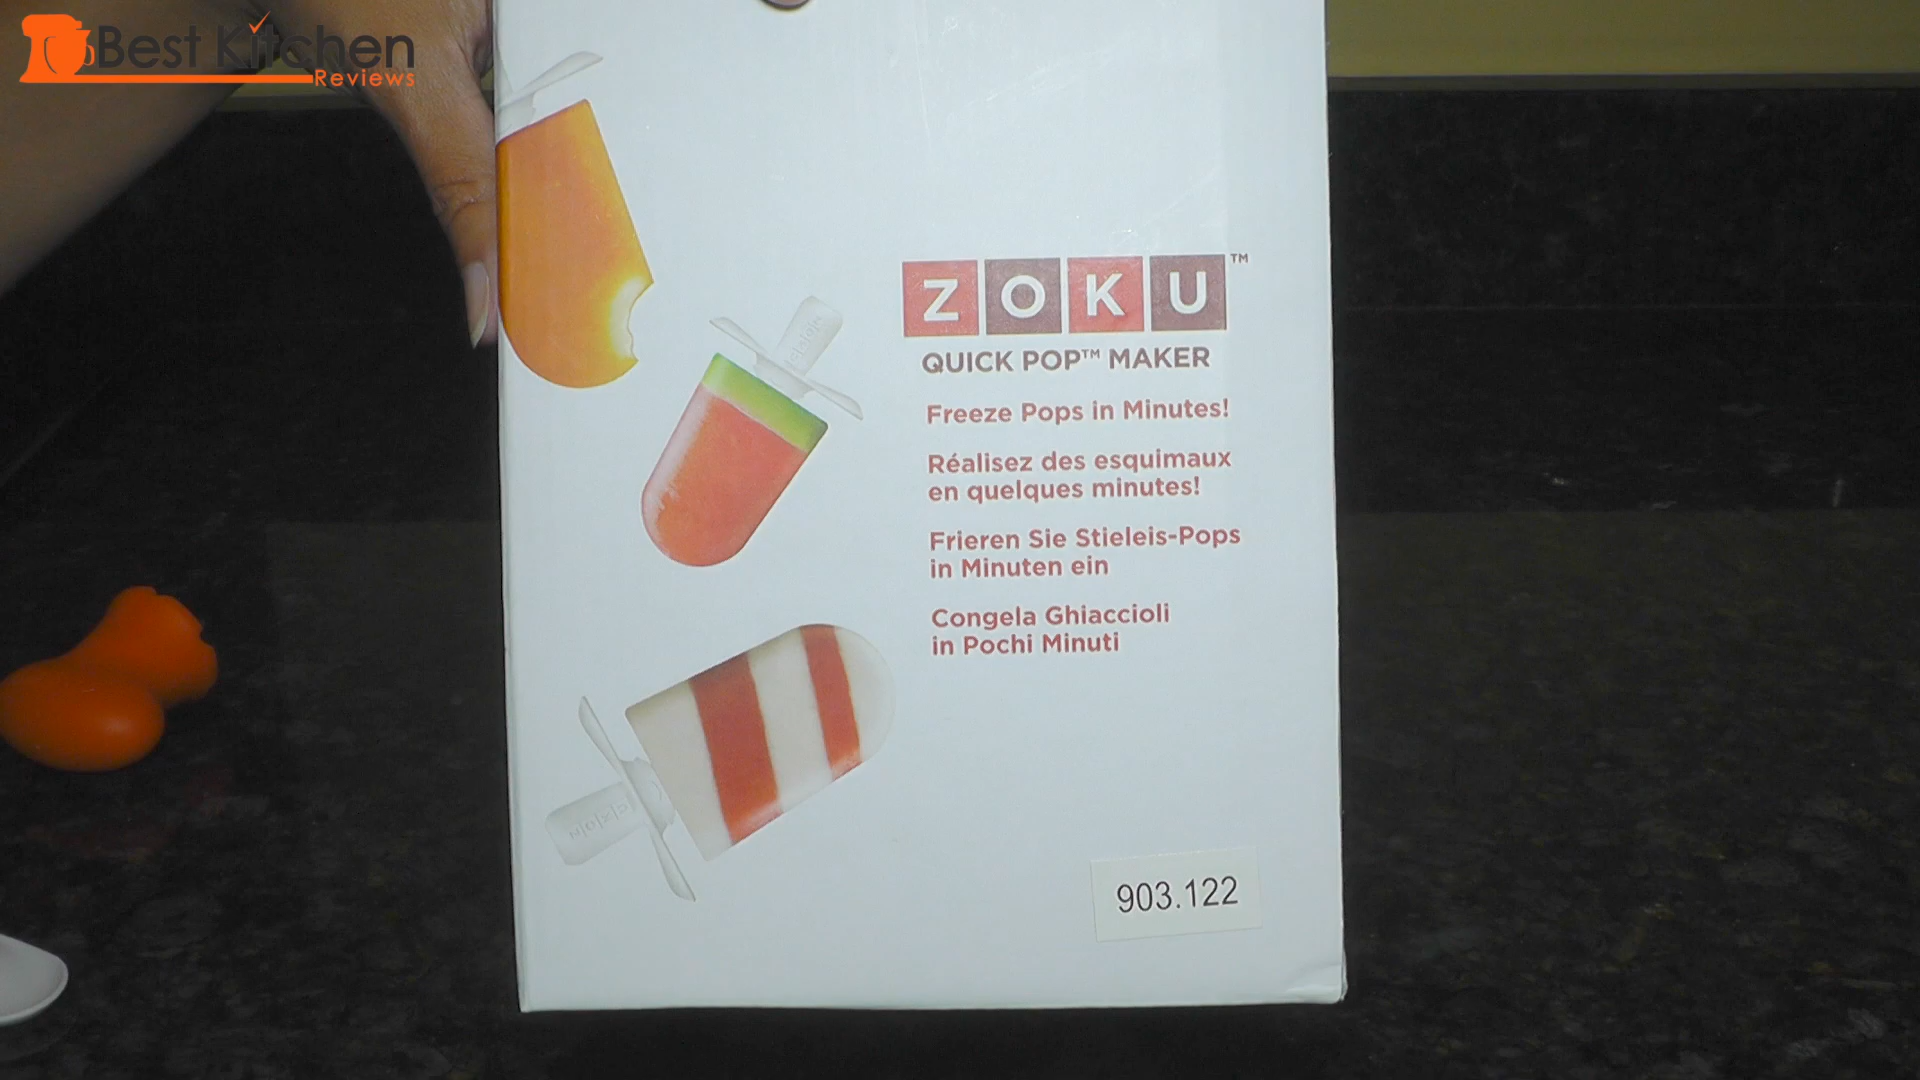 Best Kitchen
Reviews
ZOKU™
QUICK POP™ MAKER
Freeze Pops in Minutes!
Réalisez des esquimaux
en quelques minutes!
Frieren Sie Stieleis-Pops
in Minuten ein
Congela Ghiaccioli
in Pochi Minuti
903.122